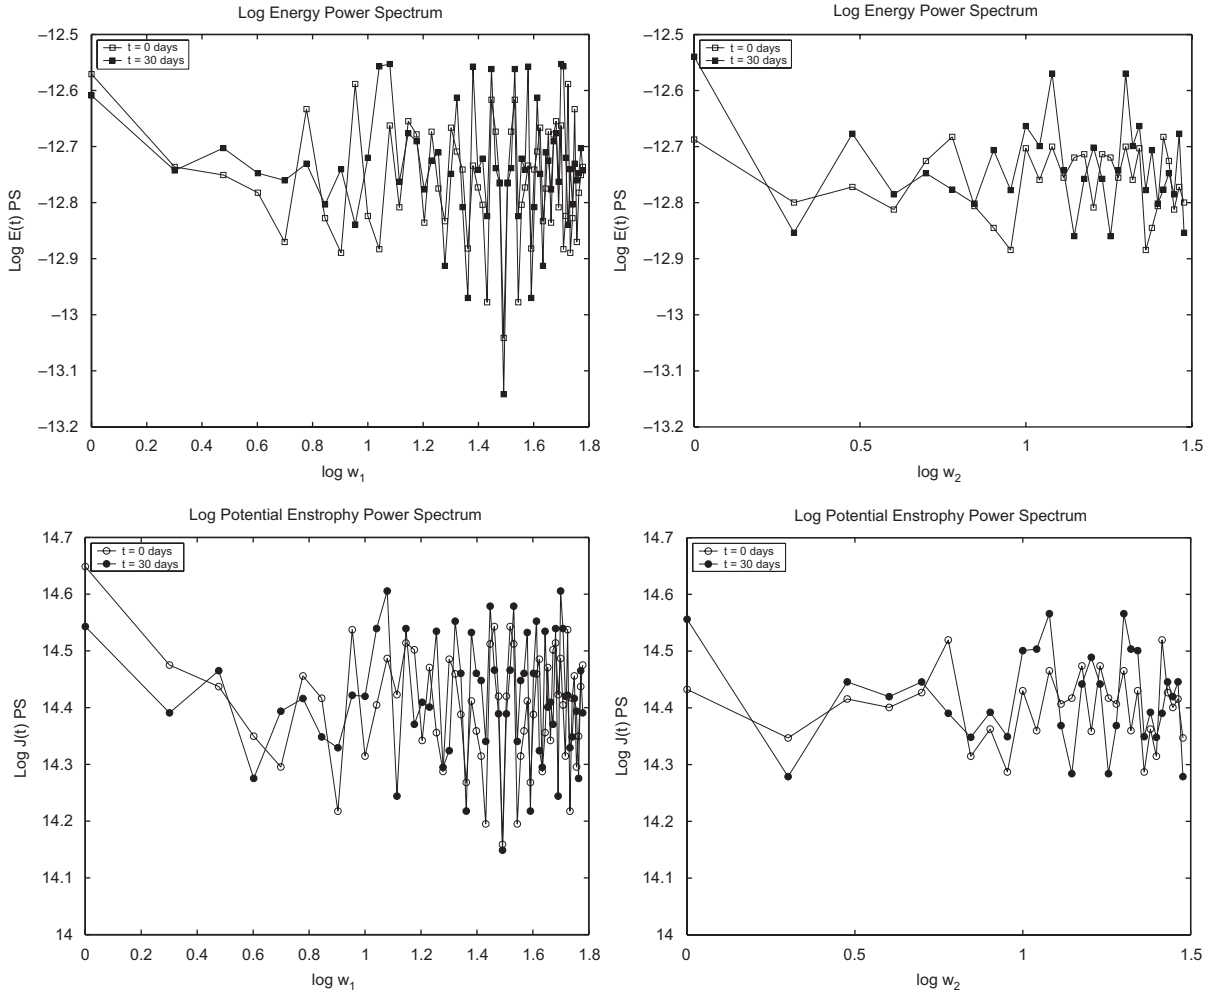 Log Energy Power Spectrum
–12.5
–12.6
–12.7
–12.8
–12.9
–13
–13.1
–13.2
Log E(t) PS
t = 0 days
t = 30 days
0 0.2 0.4 0.6 0.8 1 1.2 1.4 1.6 1.8
log w1
Log Energy Power Spectrum
–12.5
–12.6
–12.7
–12.8
–12.9
–13
–13.1
–13.2
Log E(t) PS
t = 0 days
t = 30 days
0 0.5 1 1.5
log w2
Log Potential Enstrophy Power Spectrum
14.7
14.6
14.5
14.4
14.3
14.2
14.1
14
Log J(t) PS
t = 0 days
t = 30 days
0 0.2 0.4 0.6 0.8 1 1.2 1.4 1.6 1.8
log w1
Log Potential Enstrophy Power Spectrum
14.7
14.6
14.5
14.4
14.3
14.2
14.1
14
Log J(t) PS
t = 0 days
t = 30 days
0 0.5 1 1.5
log w2